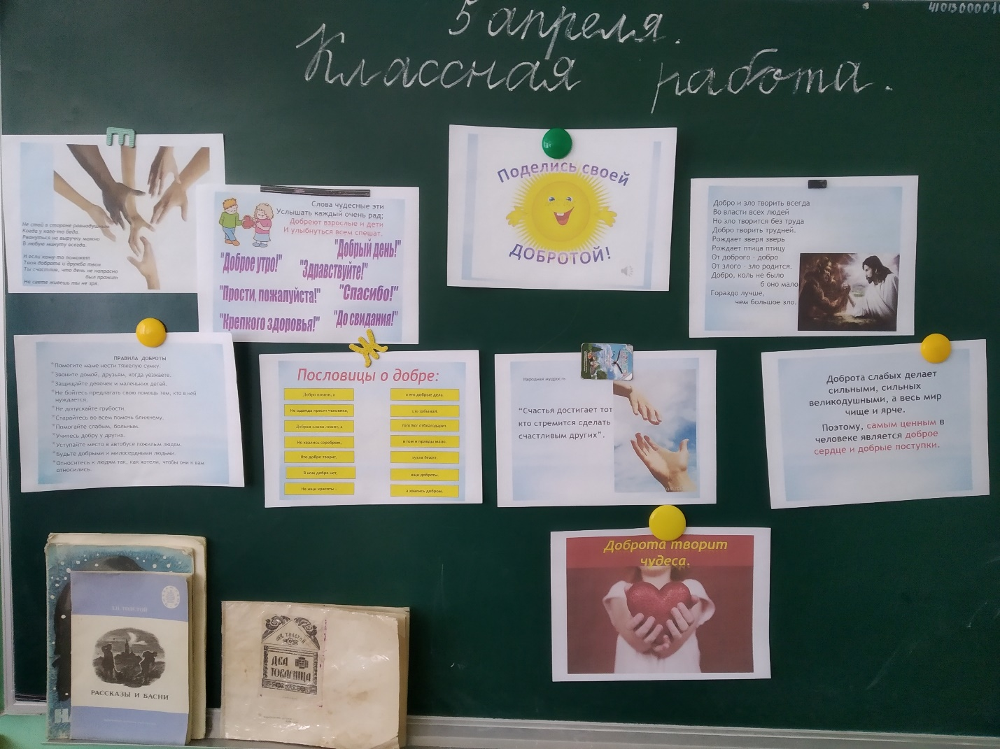 41013000001
5 апреля.
Классная работа.
Не стой в стороне равнодушным
Когда у кого-то беда.
Рвануться на выручку можно
В любую минуту всегда.
И если кому-то поможет
Твоя доброта и дружба твоя
Ты счастлив, что день не напрасно
был прожит
На свете живешь ты не зря.
Слова чудесные эти
Услышать каждый очень рад;
Добреют взрослые и дети
И улыбнуться всем спешат.
"Добрый день!"
"Доброе утро!"
"Здравствуйте!"
"Прости, пожалуйста!"
"Спасибо!"
"Крепкого здоровья!"
"До свидания!"
Поделись своей
ДОБРОТОЙ!
Добро и зло творить всегда
Во власти всех людей
Но зло творится без труда
Добро творить трудней.
Рождает зверя зверь
Рождает птица птицу
От доброго - добро
От злого - зло родится.
Добро, коль не было
б оно мало
Гораздо лучше,
чем большое зло.
ПРАВИЛА ДОБРОТЫ
*Помогите маме нести тяжелую сумку.
*Звоните домой, друзьям, когда уезжаете.
*Защищайте девочек и маленьких детей.
*Не бойтесь предлагать свою помощь тем, кто в ней
нуждается.
*Не допускайте грубости.
*Старайтесь во всем помочь ближнему.
*Помогайте слабым, больным.
*Учитесь добру у других.
*Уступайте место в автобусе пожилым людям.
*Будьте добрыми и милосердными людьми.
*Относитесь к людям так, как хотели, чтобы они к вам
относились.
Пословицы о добре:
Добро помни, а
а его добрые дела.
Не одежда красит человека,
зло забывай.
Добрая слава лежит, а
того Бог отблагодарит.
Не хвались серебром,
в том и правды мало.
Кто добро творит,
худая бежит.
В ком добра нет,
ищи доброты.
Не ищи красоты -
а хвались добром.
Народная мудрость
“Счастья достигает тот
кто стремится сделать
счастливым других”.
Доброта слабых делает
сильными, сильных
великодушными, а весь мир
чище и ярче.
Поэтому, самым ценным в
человеке является доброе
сердце и добрые поступки.
Доброта творит
чудеса.
Л.Н. ТОЛСТОЙ
РАССКАЗЫ И БАСНИ
ЛЕВ ТОЛСТОЙ
ДВА
ТОВАРИЩА